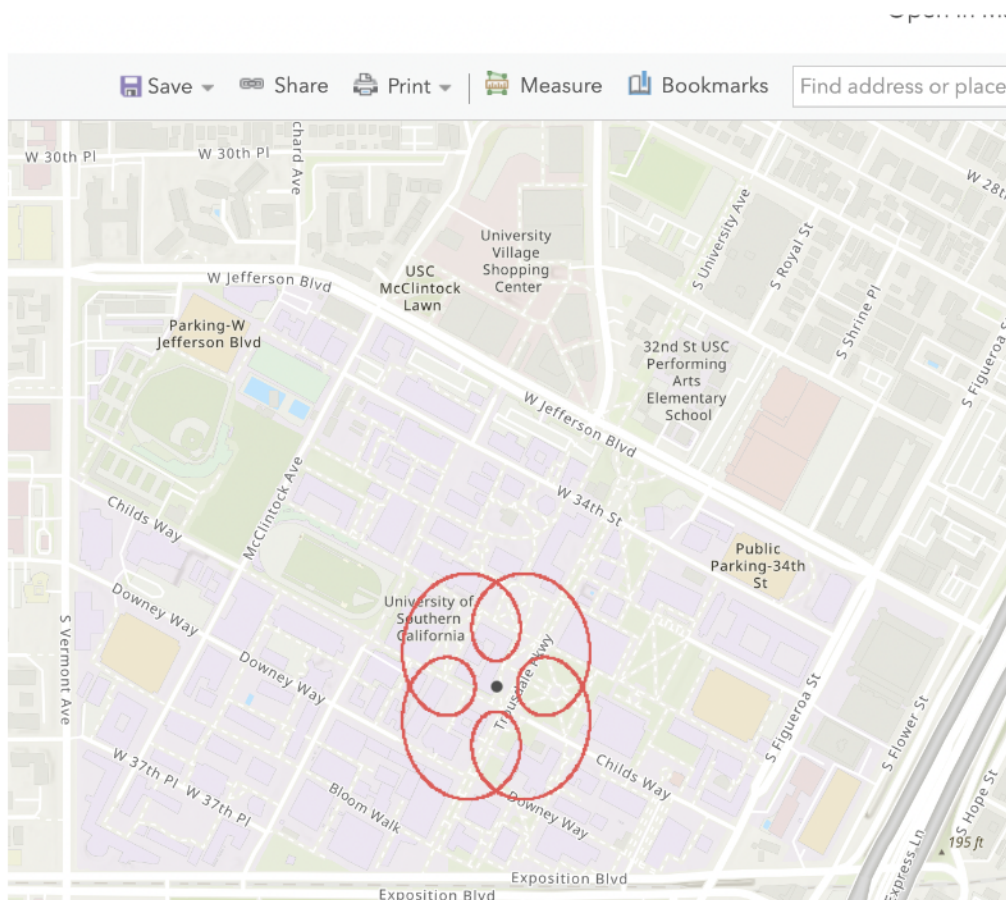 Save
Share
Print
Measure
Bookmarks
Find address or place
W 30th Pl
W 30th Pl
chard Ave
W 28th
S University Ave
S Royal St
University
Village
Shopping
Center
USC
McClintock
Lawn
W Jefferson Blvd
S Shrine Pl
S Figueroa S
Parking-W
Jefferson Blvd
32nd St USC
Performing
Arts
Elementary
School
W Jefferson Blvd
McClintock Ave
W 34th St
Childs Way
Public
Parking-34th
St
Downey Way
University of
Southern
California
S Vermont Ave
Trousdale Pkwy
Downey Way
S Figueroa St
S Flower St
W 37th Pl
W 37th Pl
Childs Way
Bloom Walk
Downey Way
S Hope St
195 ft
Express Ln
Exposition Blvd
Exposition Blvd